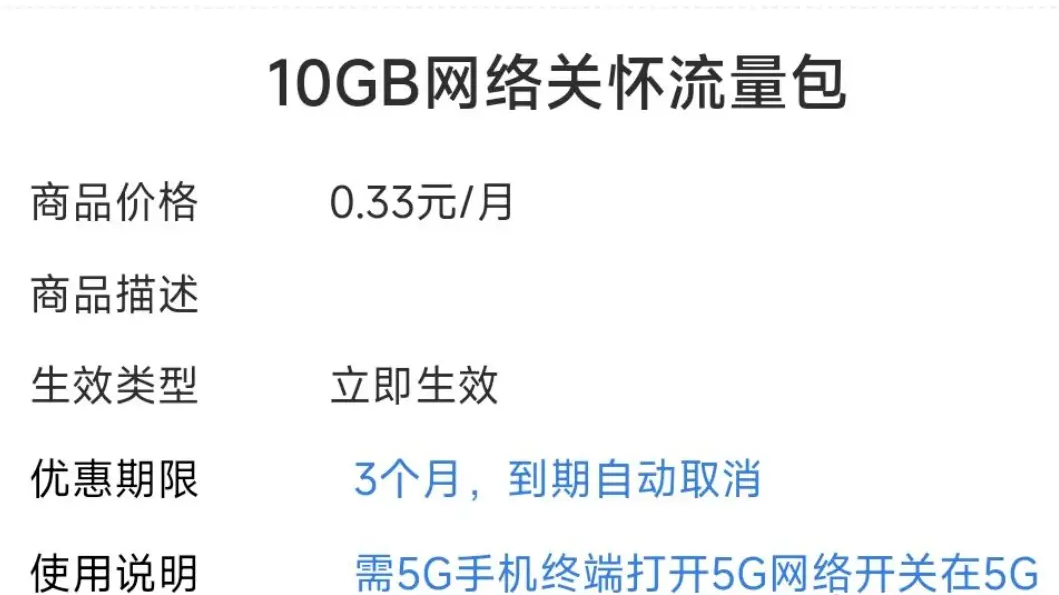 10GB网络关怀流量包
商品价格 0.33元/月
商品描述
生效类型 立即生效
优惠期限 3个月，到期自动取消
使用说明 需5G手机终端打开5G网络开关在5G